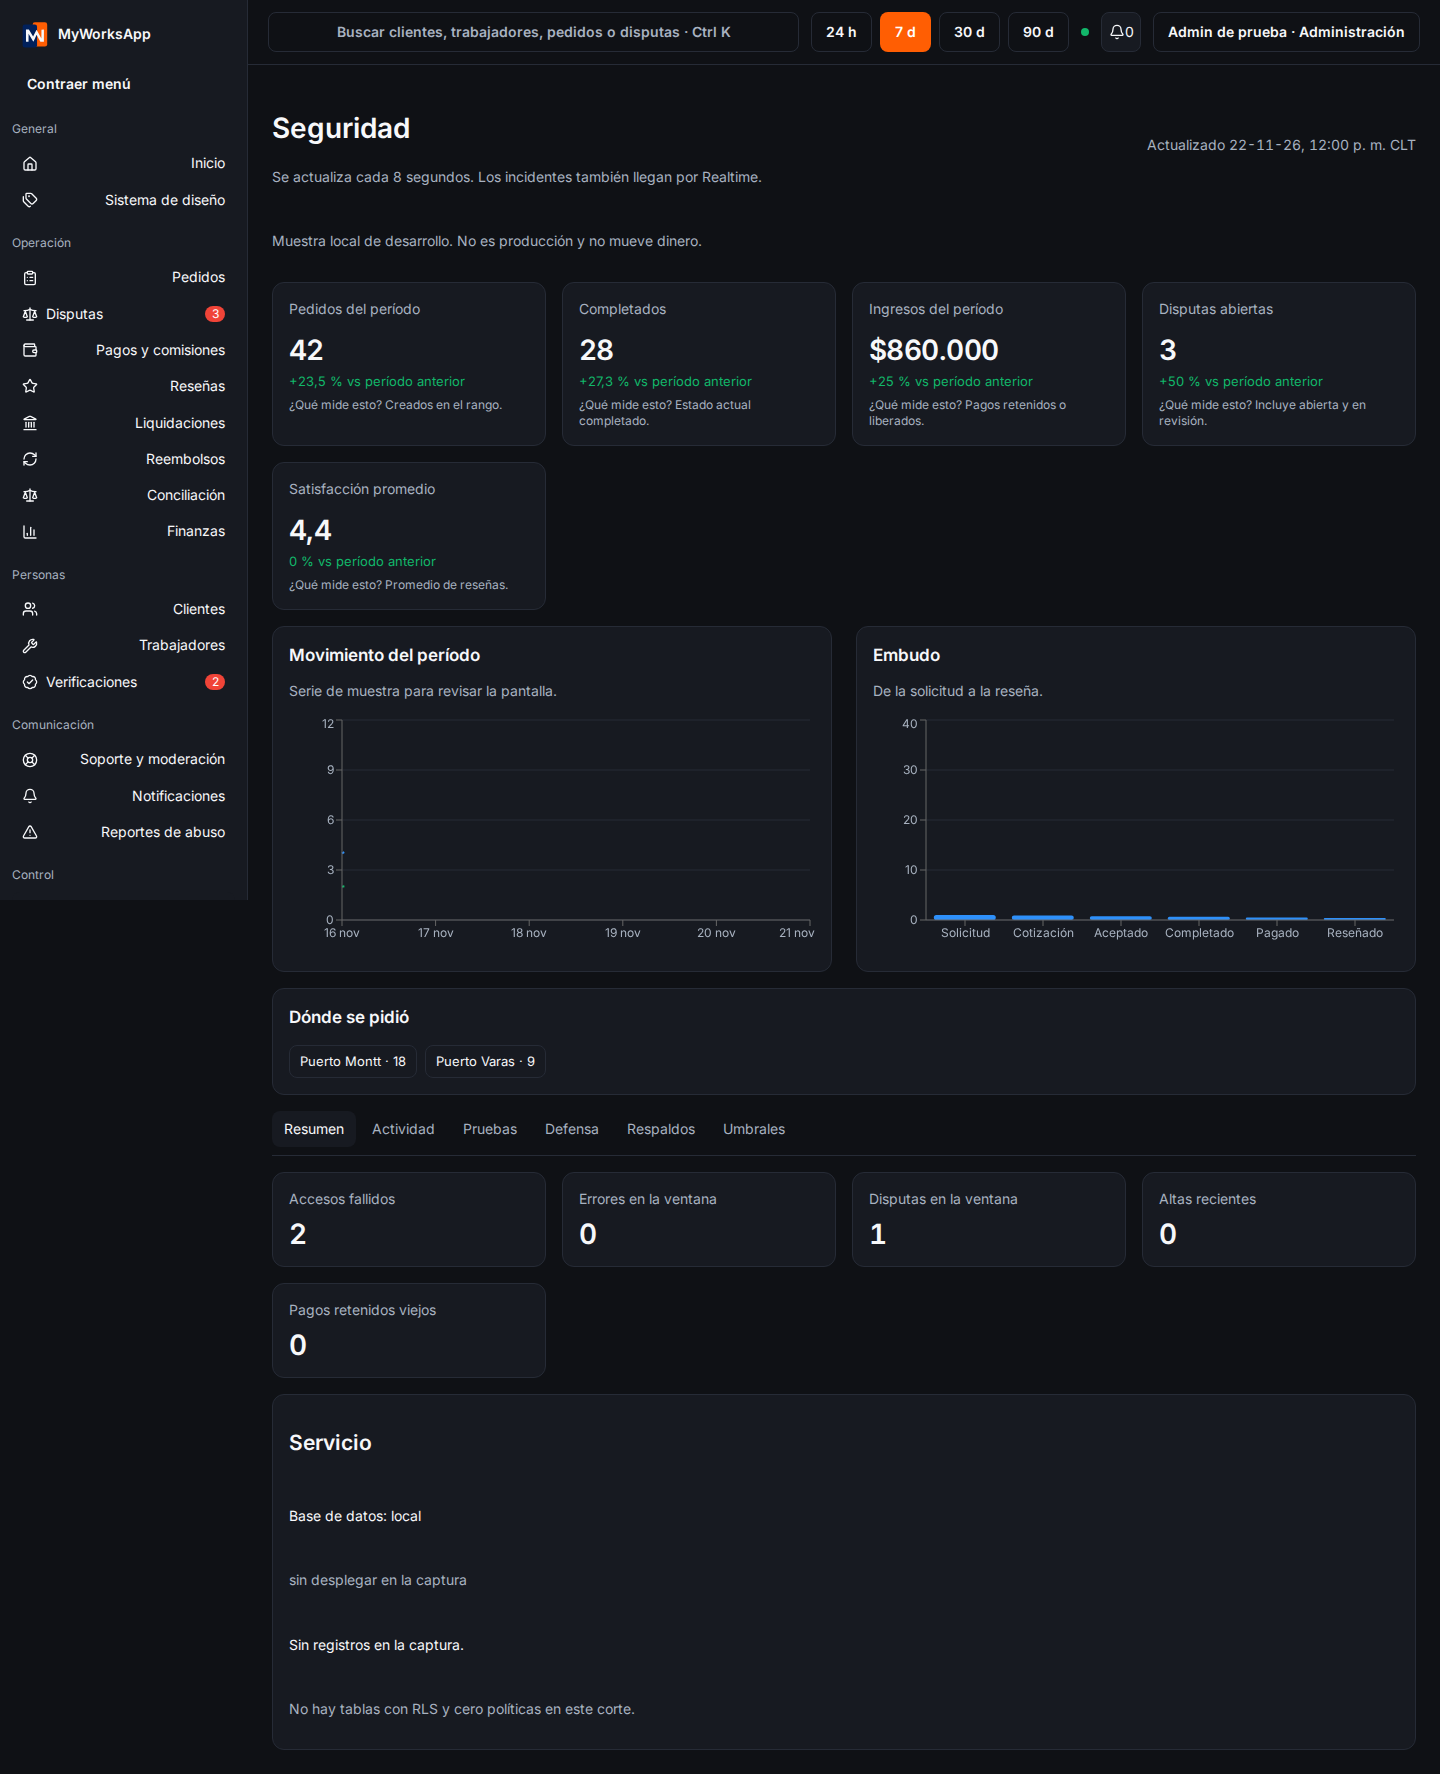 MyWorksApp
Buscar clientes, trabajadores, pedidos o disputas · Ctrl K
24 h
7 d
30 d
90 d
0
Admin de prueba · Administración
Contraer menú
General
Inicio
Sistema de diseño
Operación
Pedidos
Disputas
3
Pagos y comisiones
Reseñas
Liquidaciones
Reembolsos
Conciliación
Finanzas
Personas
Clientes
Trabajadores
Verificaciones
2
Comunicación
Soporte y moderación
Notificaciones
Reportes de abuso
Control
Seguridad
Actualizado 22-11-26, 12:00 p. m. CLT
Se actualiza cada 8 segundos. Los incidentes también llegan por Realtime.
Muestra local de desarrollo. No es producción y no mueve dinero.
Pedidos del período
42
+23,5 % vs período anterior
¿Qué mide esto? Creados en el rango.
Completados
28
+27,3 % vs período anterior
¿Qué mide esto? Estado actual
completado.
Ingresos del período
$860.000
+25 % vs período anterior
¿Qué mide esto? Pagos retenidos o
liberados.
Disputas abiertas
3
+50 % vs período anterior
¿Qué mide esto? Incluye abierta y en
revisión.
Satisfacción promedio
4,4
0 % vs período anterior
¿Qué mide esto? Promedio de reseñas.
Movimiento del período
Serie de muestra para revisar la pantalla.
12
9
6
3
0
16 nov
17 nov
18 nov
19 nov
20 nov
21 nov
Embudo
De la solicitud a la reseña.
40
30
20
10
0
Solicitud
Cotización
Aceptado
Completado
Pagado
Reseñado
Dónde se pidió
Puerto Montt · 18
Puerto Varas · 9
Resumen
Actividad
Pruebas
Defensa
Respaldos
Umbrales
Accesos fallidos
2
Errores en la ventana
0
Disputas en la ventana
1
Altas recientes
0
Pagos retenidos viejos
0
Servicio
Base de datos: local
sin desplegar en la captura
Sin registros en la captura.
No hay tablas con RLS y cero políticas en este corte.